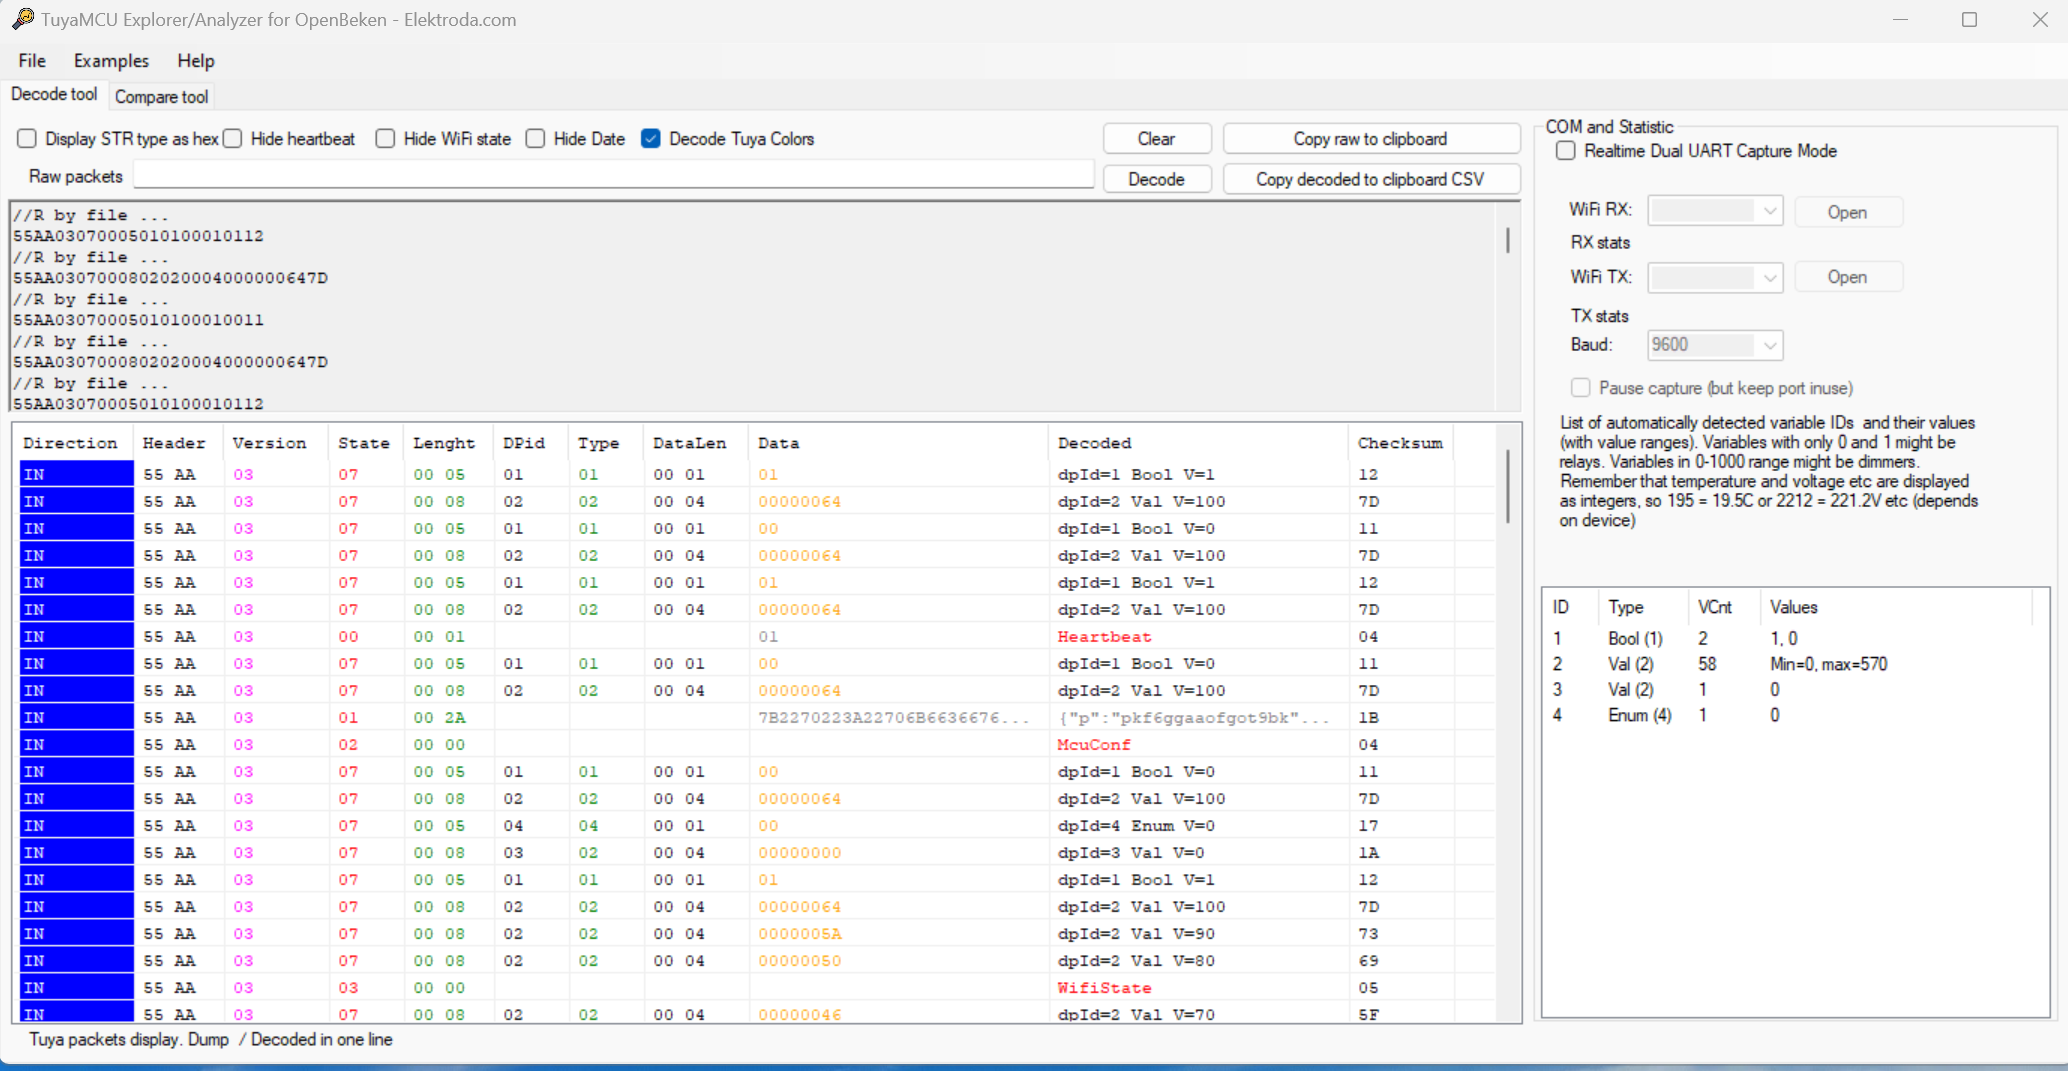 TuyaMCU Explorer/Analyzer for OpenBeken - Elektroda.com
File Examples Help
Decode tool Compare tool
Display STR type as hex Hide heartbeat Hide WiFi state Hide Date Decode Tuya Colors Clear Copy raw to clipboard
Raw packets Decode Copy decoded to clipboard CSV
//R by file ...
55AA03070005010100010112
//R by file ...
55AA0307000802020004000000647D
//R by file ...
55AA03070005010100010011
//R by file ...
55AA0307000802020004000000647D
//R by file ...
55AA03070005010100010112
Direction Header Version State Lenght DPid Type DataLen Data Decoded Checksum
IN 55 AA 03 07 00 05 01 01 00 01 01 dpId=1 Bool V=1 12
IN 55 AA 03 07 00 08 02 02 00 04 00000064 dpId=2 Val V=100 7D
IN 55 AA 03 07 00 05 01 01 00 01 00 dpId=1 Bool V=0 11
IN 55 AA 03 07 00 08 02 02 00 04 00000064 dpId=2 Val V=100 7D
IN 55 AA 03 07 00 05 01 01 00 01 01 dpId=1 Bool V=1 12
IN 55 AA 03 07 00 08 02 02 00 04 00000064 dpId=2 Val V=100 7D
IN 55 AA 03 00 00 01 01 Heartbeat 04
IN 55 AA 03 07 00 05 01 01 00 01 00 dpId=1 Bool V=0 11
IN 55 AA 03 07 00 08 02 02 00 04 00000064 dpId=2 Val V=100 7D
IN 55 AA 03 01 00 2A 7B2270223A22706B6636676... {"p":"pkf6ggaaofgot9bk"... 1B
IN 55 AA 03 02 00 00 McuConf 04
IN 55 AA 03 07 00 05 01 01 00 01 00 dpId=1 Bool V=0 11
IN 55 AA 03 07 00 08 02 02 00 04 00000064 dpId=2 Val V=100 7D
IN 55 AA 03 07 00 05 04 04 00 01 00 dpId=4 Enum V=0 17
IN 55 AA 03 07 00 08 03 02 00 04 00000000 dpId=3 Val V=0 1A
IN 55 AA 03 07 00 05 01 01 00 01 01 dpId=1 Bool V=1 12
IN 55 AA 03 07 00 08 02 02 00 04 00000064 dpId=2 Val V=100 7D
IN 55 AA 03 07 00 08 02 02 00 04 0000005A dpId=2 Val V=90 73
IN 55 AA 03 07 00 08 02 02 00 04 00000050 dpId=2 Val V=80 69
IN 55 AA 03 03 00 00 WifiState 05
IN 55 AA 03 07 00 08 02 02 00 04 00000046 dpId=2 Val V=70 5F
Tuya packets display. Dump / Decoded in one line
COM and Statistic
Realtime Dual UART Capture Mode
WiFi RX: Open
RX stats
WiFi TX: Open
TX stats
Baud: 9600
Pause capture (but keep port inuse)
List of automatically detected variable IDs and their values
(with value ranges). Variables with only 0 and 1 might be
relays. Variables in 0-1000 range might be dimmers.
Remember that temperature and voltage etc are displayed
as integers, so 195 = 19.5C or 2212 = 221.2V etc (depends
on device)
ID Type VCnt Values
1 Bool (1) 2 1, 0
2 Val (2) 58 Min=0, max=570
3 Val (2) 1 0
4 Enum (4) 1 0